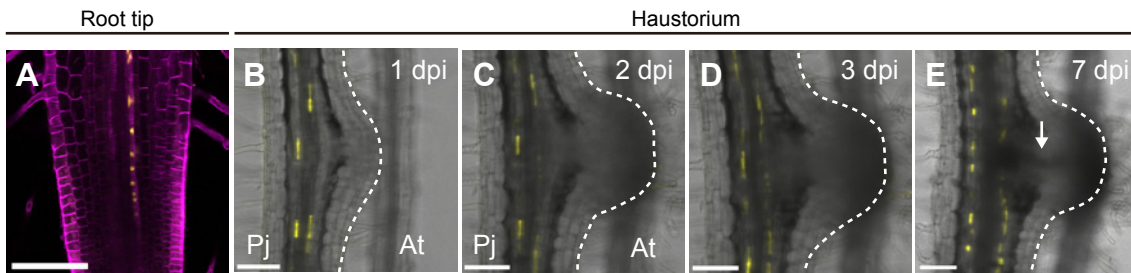 Root tip
Haustorium
A
B
1 dpi
Pj
At
C
2 dpi
Pj
At
D
3 dpi
E
7 dpi